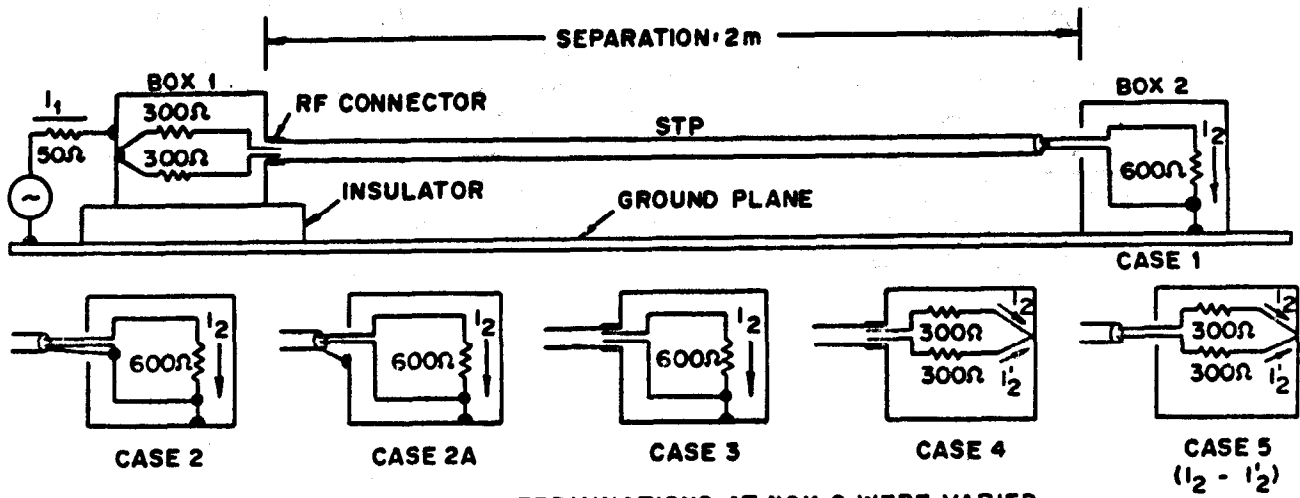 SEPARATION: 2m
BOX 1
BOX 2
I1
300Ω
RF CONNECTOR
STP
50Ω
300Ω
I2
600Ω
INSULATOR
GROUND PLANE
CASE 1
I2
600Ω
I2
600Ω
I2
600Ω
I2
300Ω
300Ω
I'2
I2
300Ω
300Ω
I'2
CASE 2
CASE 2A
CASE 3
CASE 4
CASE 5
(I2 - I'2)